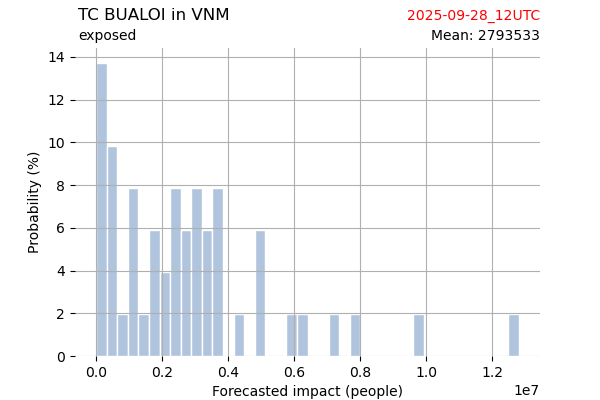 TC BUALOI in VNM
2025-09-28_12UTC
exposed
Mean: 2793533
Probability (%)
14
12
10
8
6
4
2
0
0.0 0.2 0.4 0.6 0.8 1.0 1.2
1e7
Forecasted impact (people)